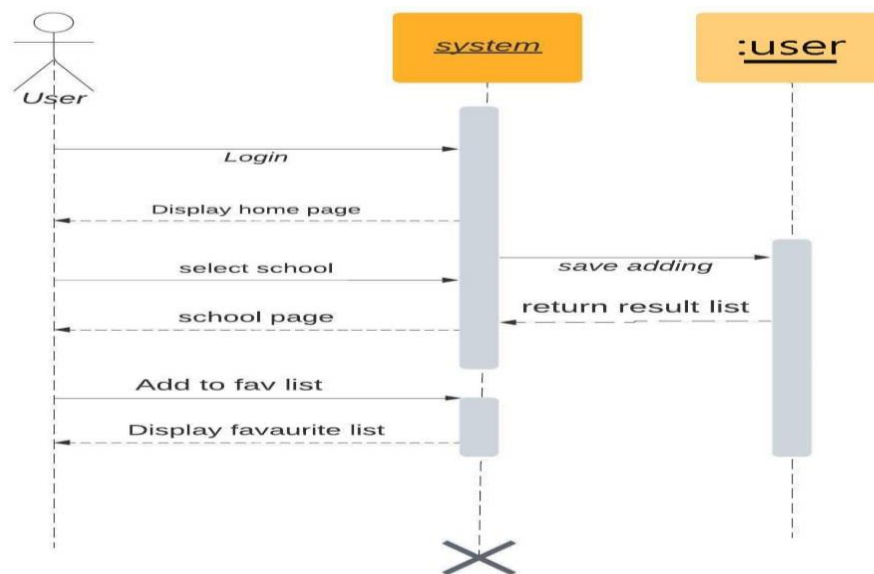 system
:user
User
Login
Display home page
select school
save adding
school page
return result list
Add to fav list
Display favaurite list